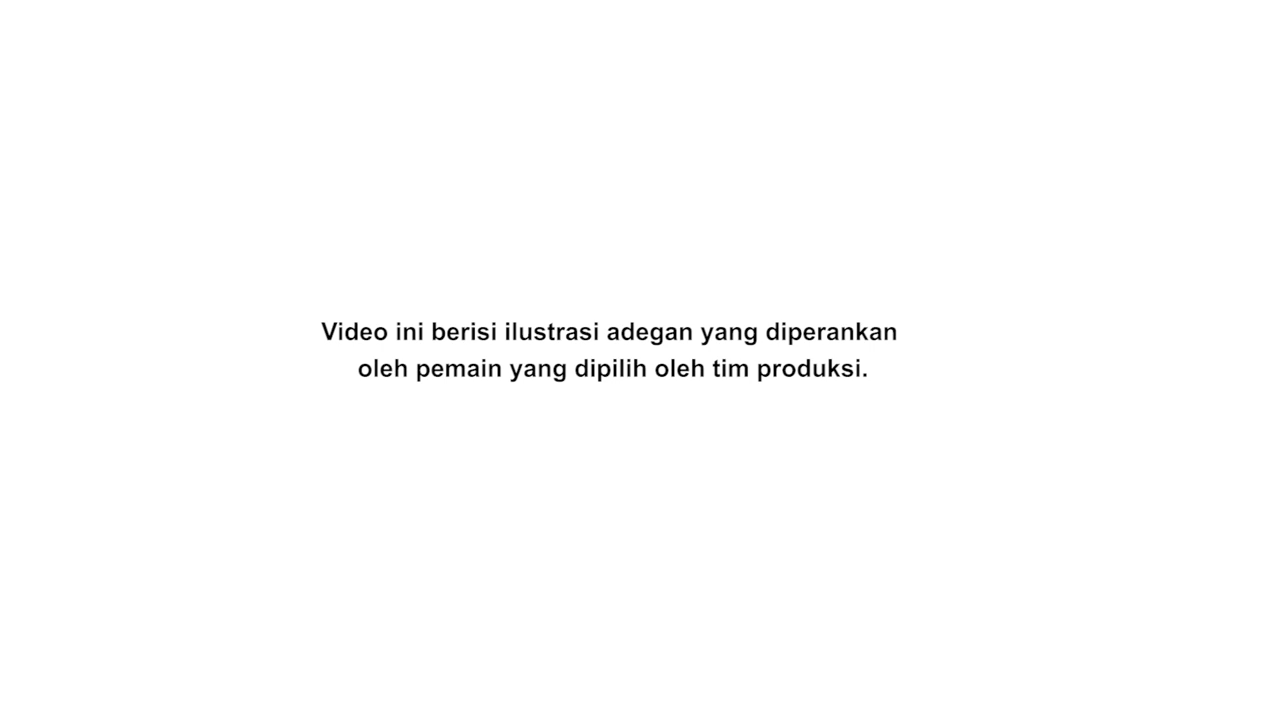 Video ini berisi ilustrasi adegan yang diperankan
oleh pemain yang dipilih oleh tim produksi.